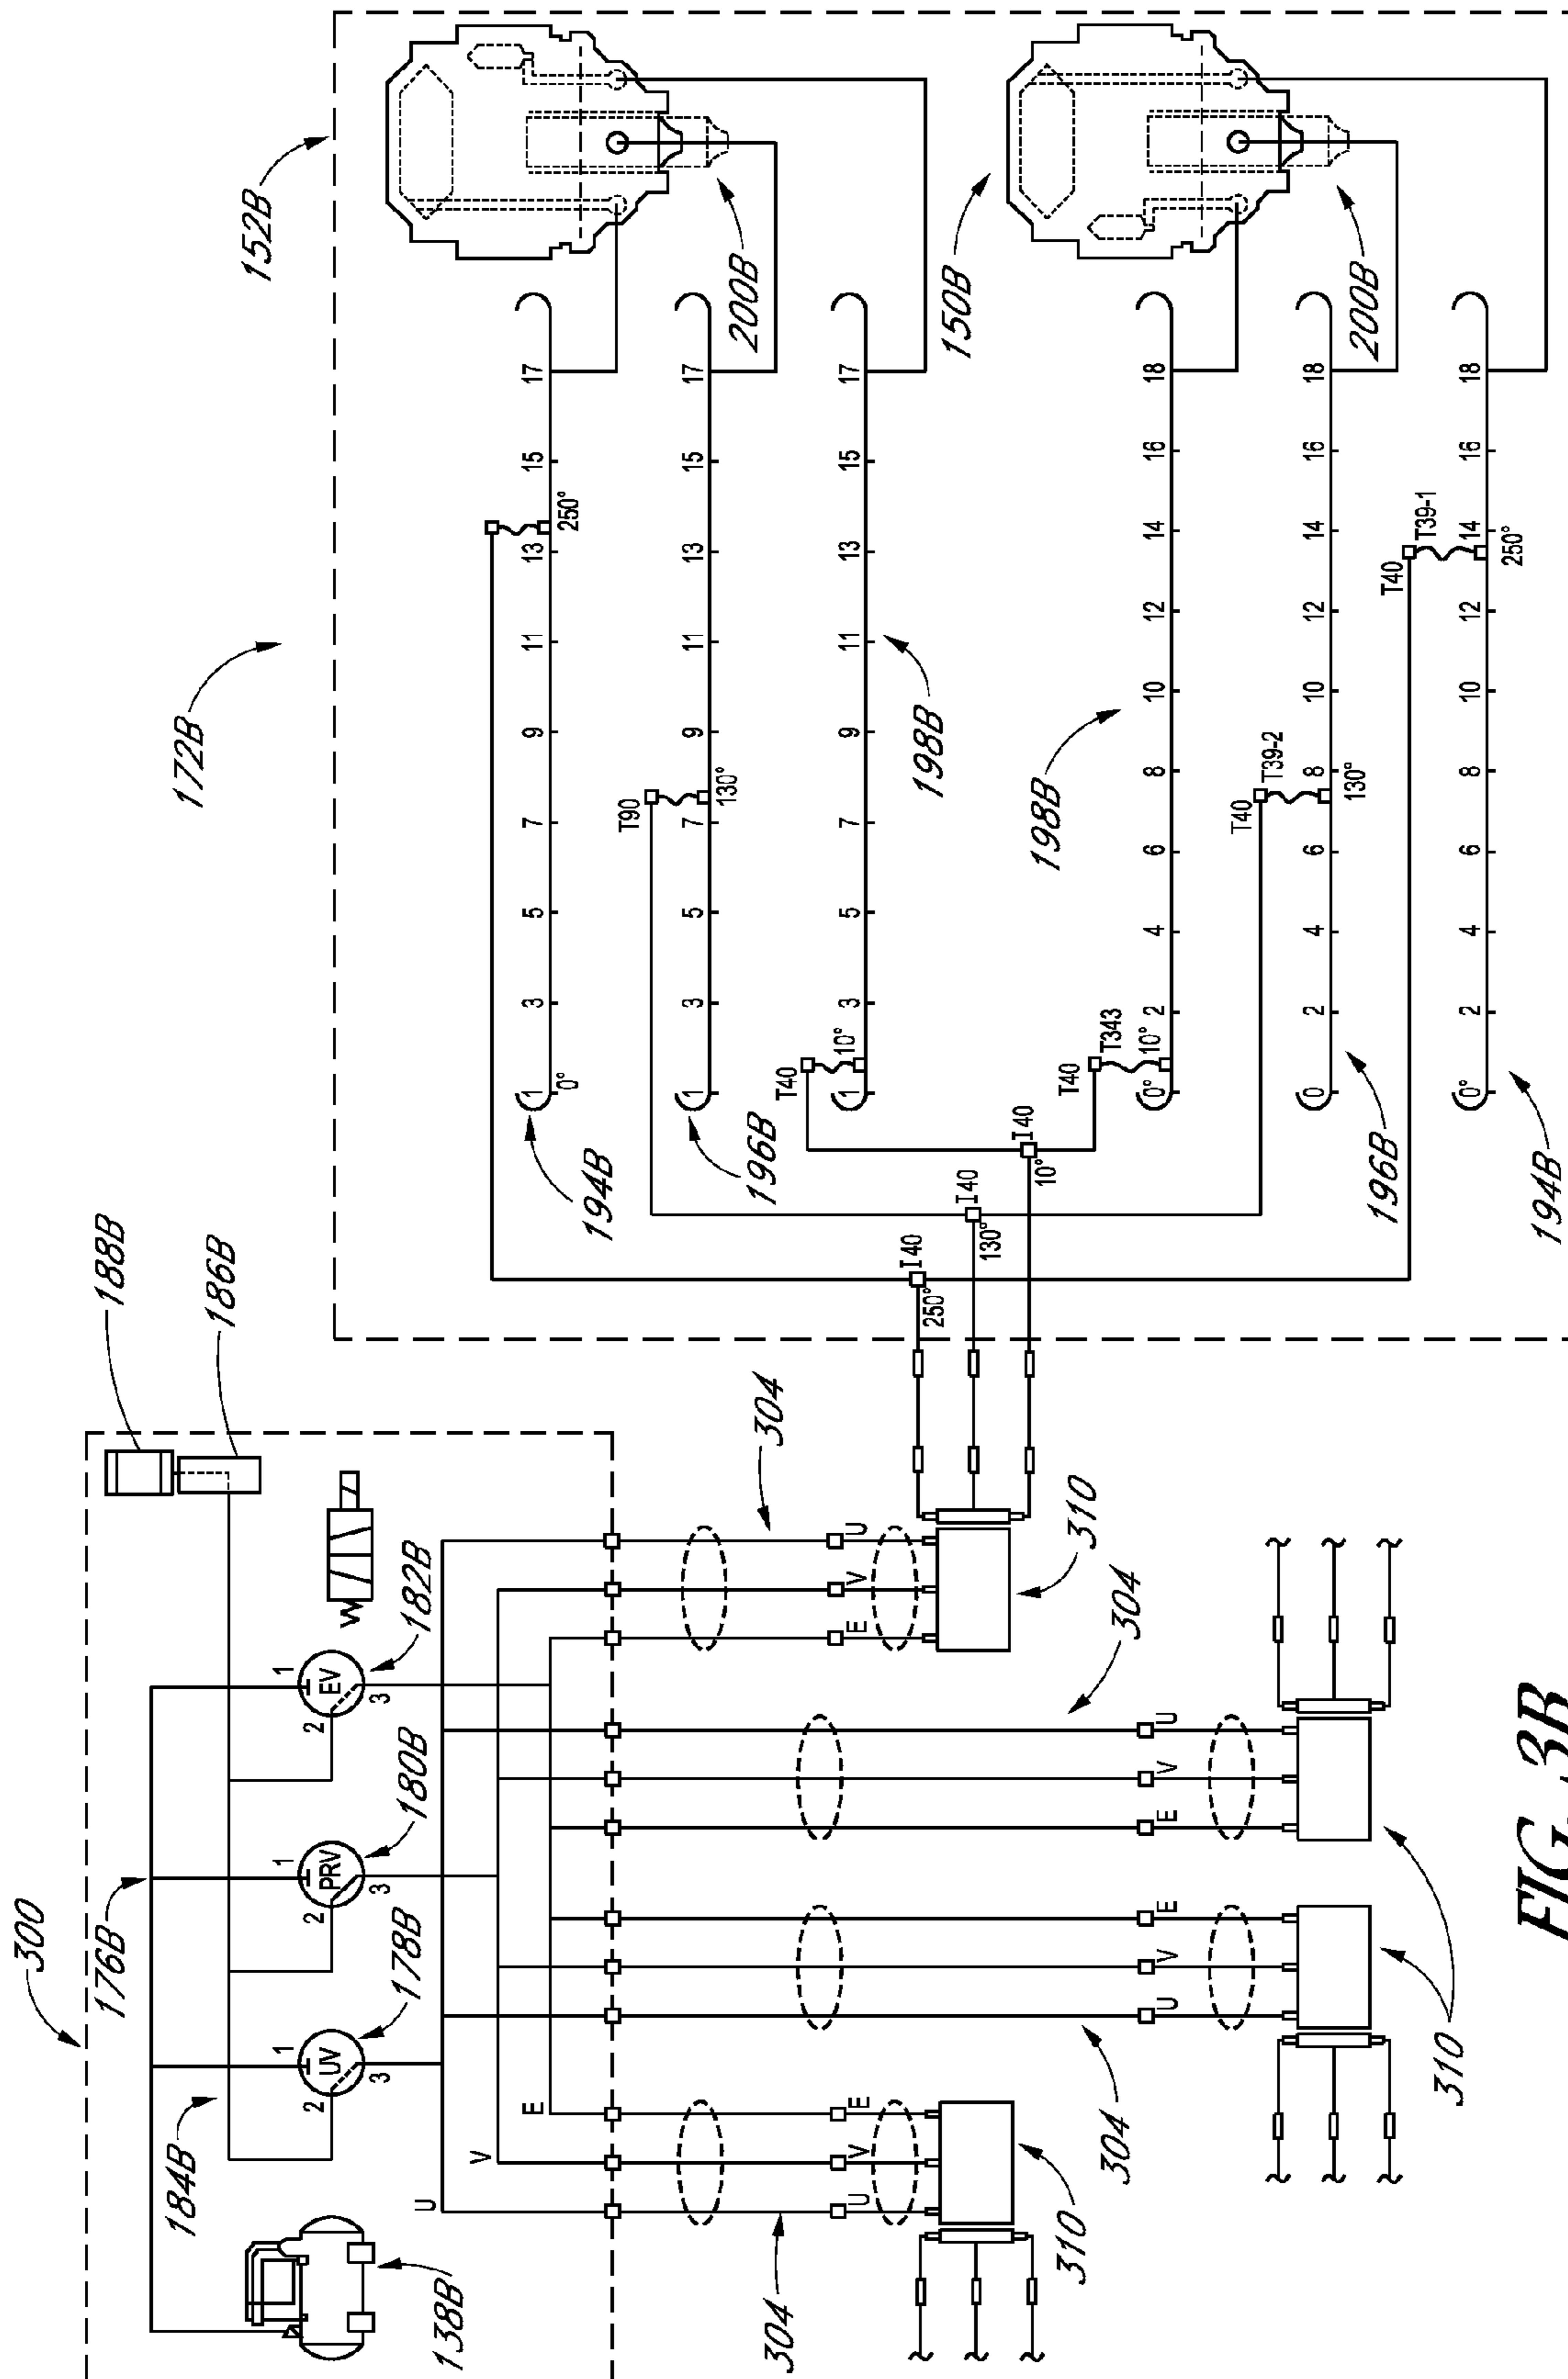 300
176B
184B
138B
178B
180B
182B
186B
188B
UV
1
2
3
PRV
1
2
3
EV
1
2
3
U
V
E
U
V
E
304
310
U
V
E
304
310
E
V
U
304
E
V
U
304
310
172B
152B
194B
1
0°
3
5
7
9
11
13
250°
15
17
196B
1
3
5
T90
7
130°
9
11
13
15
17
200B
T40
1
10°
3
5
7
9
11
13
15
17
198B
I40
250°
I40
130°
I40
10°
150B
198B
T40
T343
0°
10°
2
4
6
8
10
12
14
16
18
196B
0
2
4
6
T40
T39-2
8
130°
10
12
14
16
18
200B
194B
0°
2
4
6
8
10
12
T40
T39-1
14
250°
16
18
FIG. 3B